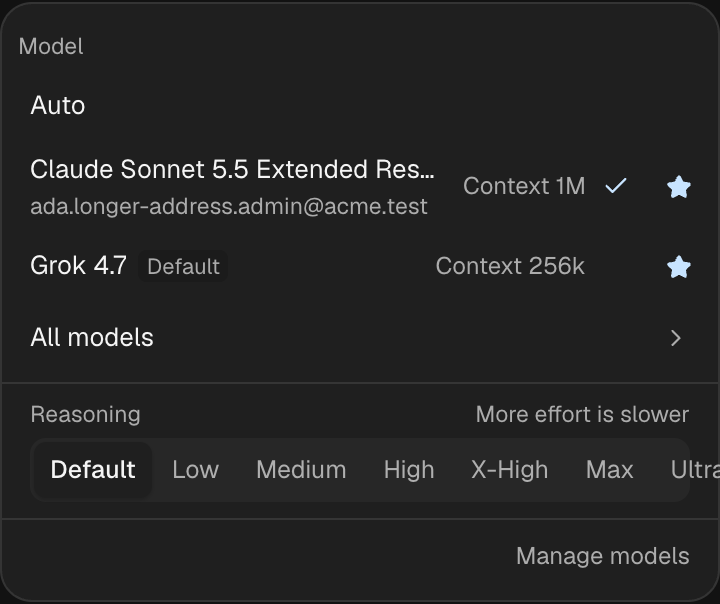 Model
Auto
Claude Sonnet 5.5 Extended Res...
Context 1M
ada.longer-address.admin@acme.test
Grok 4.7 Default Context 256k
All models
Reasoning More effort is slower
Default Low Medium High X-High Max Ultra
Manage models